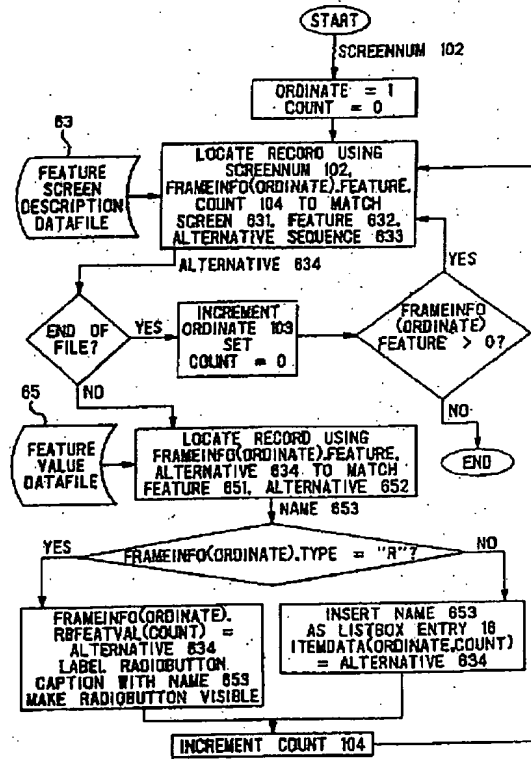 START
SCREENNUM 102
ORDINATE = 1
COUNT = 0
63
FEATURE
SCREEN
DESCRIPTION
DATAFILE
LOCATE RECORD USING
SCREENNUM 102,
FRAMEINFO(ORDINATE).FEATURE,
COUNT 104 TO MATCH
SCREEN 631, FEATURE 632,
ALTERNATIVE SEQUENCE 633
ALTERNATIVE 634
END OF
FILE?
YES
INCREMENT
ORDINATE 103
SET
COUNT = 0
YES
FRAMEINFO
(ORDINATE)
FEATURE > 0?
NO
END
NO
65
FEATURE
VALUE
DATAFILE
LOCATE RECORD USING
FRAMEINFO(ORDINATE).FEATURE,
ALTERNATIVE 634 TO MATCH
FEATURE 651, ALTERNATIVE 652
NAME 653
YES
FRAMEINFO(ORDINATE).TYPE = "R"?
NO
FRAMEINFO(ORDINATE).
RBFEATVAL(COUNT) =
ALTERNATIVE 634
LABEL RADIOBUTTON
CAPTION WITH NAME 653
MAKE RADIOBUTTON VISIBLE
INSERT NAME 653
AS LISTBOX ENTRY 16
ITEMDATA(ORDINATE,COUNT)
= ALTERNATIVE 634
INCREMENT COUNT 104